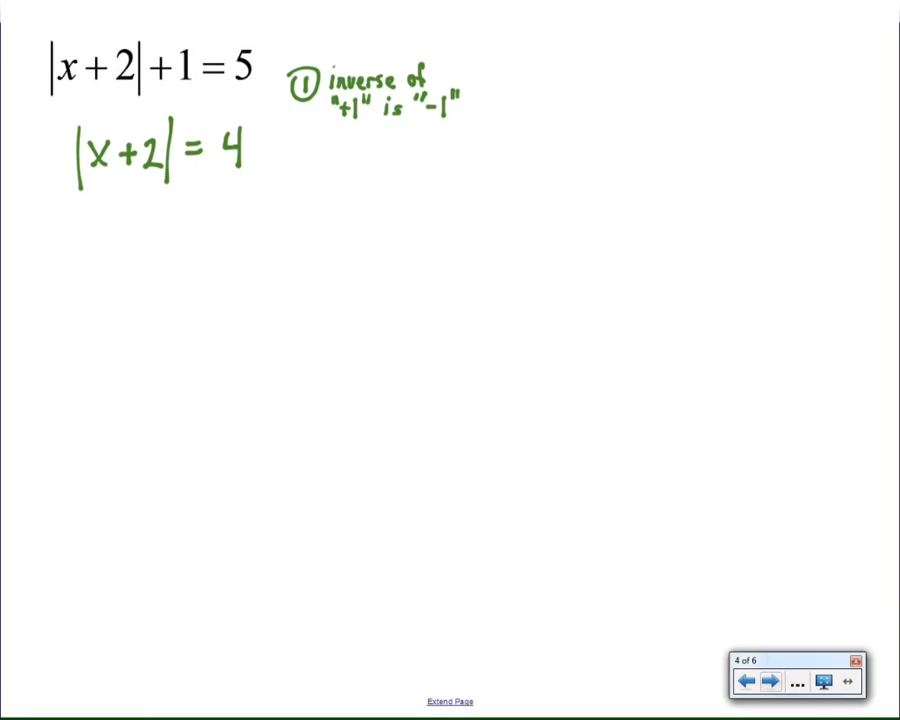 |x + 2| + 1 = 5
① inverse of
"+1" is "-1"
|x + 2| = 4
4 of 6
...
Extend Page